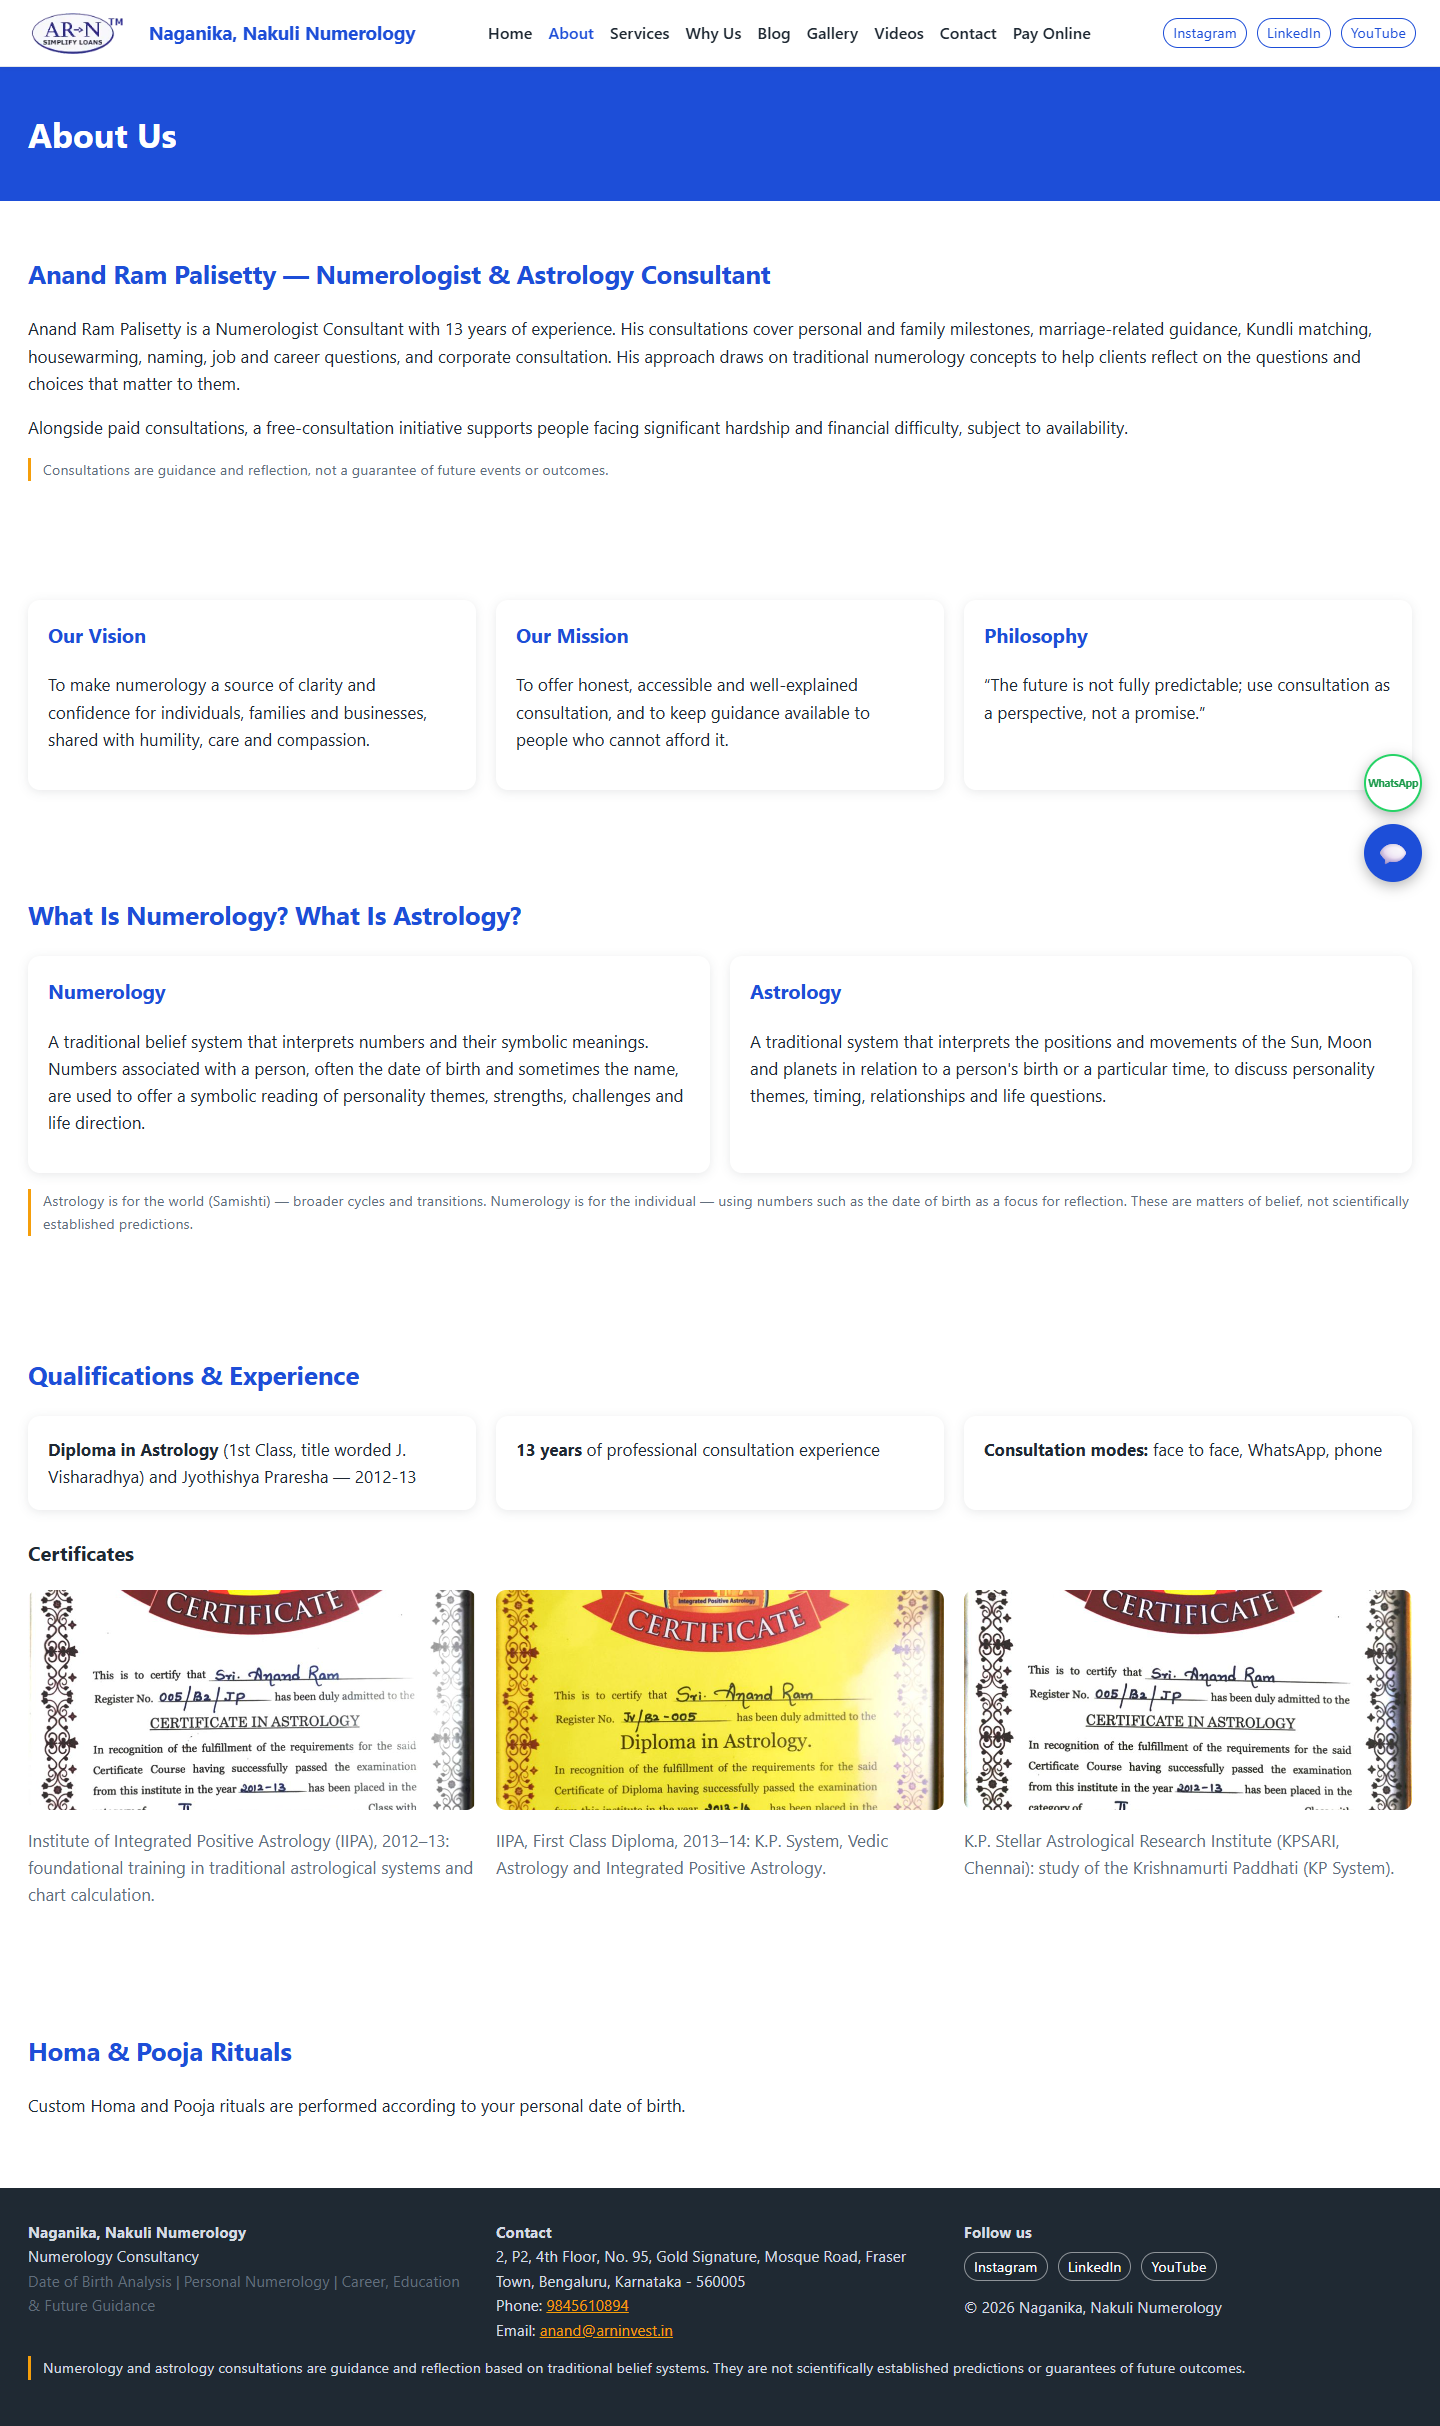 AR➝N TM
SIMPLIFY LOANS
Naganika, Nakuli Numerology
Home About Services Why Us Blog Gallery Videos Contact Pay Online
Instagram LinkedIn YouTube
About Us
Anand Ram Palisetty — Numerologist & Astrology Consultant
Anand Ram Palisetty is a Numerologist Consultant with 13 years of experience. His consultations cover personal and family milestones, marriage-related guidance, Kundli matching,
housewarming, naming, job and career questions, and corporate consultation. His approach draws on traditional numerology concepts to help clients reflect on the questions and
choices that matter to them.
Alongside paid consultations, a free-consultation initiative supports people facing significant hardship and financial difficulty, subject to availability.
Consultations are guidance and reflection, not a guarantee of future events or outcomes.
Our Vision
To make numerology a source of clarity and
confidence for individuals, families and businesses,
shared with humility, care and compassion.
Our Mission
To offer honest, accessible and well-explained
consultation, and to keep guidance available to
people who cannot afford it.
Philosophy
“The future is not fully predictable; use consultation as
a perspective, not a promise.”
WhatsApp
What Is Numerology? What Is Astrology?
Numerology
A traditional belief system that interprets numbers and their symbolic meanings.
Numbers associated with a person, often the date of birth and sometimes the name,
are used to offer a symbolic reading of personality themes, strengths, challenges and
life direction.
Astrology
A traditional system that interprets the positions and movements of the Sun, Moon
and planets in relation to a person's birth or a particular time, to discuss personality
themes, timing, relationships and life questions.
Astrology is for the world (Samishti) — broader cycles and transitions. Numerology is for the individual — using numbers such as the date of birth as a focus for reflection. These are matters of belief, not scientifically
established predictions.
Qualifications & Experience
Diploma in Astrology (1st Class, title worded J.
Visharadhya) and Jyothishya Praresha — 2012-13
13 years of professional consultation experience
Consultation modes: face to face, WhatsApp, phone
Certificates
CERTIFICATE
This is to certify that Sri. Anand Ram
Register No. 005/B2/JP has been duly admitted to the
CERTIFICATE IN ASTROLOGY
In recognition of the fulfillment of the requirements for the said
Certificate Course having successfully passed the examination
from this institute in the year 2012-13 has been placed in the
category of II Class with
Integrated Positive Astrology
CERTIFICATE
This is to certify that Sri. Anand Ram
Register No. JV/B2-005 has been duly admitted to the
Diploma in Astrology.
In recognition of the fulfillment of the requirements for the said
Certificate of Diploma having successfully passed the examination
from this institute in the year 2013-14 has been placed in the
CERTIFICATE
This is to certify that Sri. Anand Ram
Register No. 005/B2/JP has been duly admitted to the
CERTIFICATE IN ASTROLOGY
In recognition of the fulfillment of the requirements for the said
Certificate Course having successfully passed the examination
from this institute in the year 2012-13 has been placed in the
category of II
Institute of Integrated Positive Astrology (IIPA), 2012–13:
foundational training in traditional astrological systems and
chart calculation.
IIPA, First Class Diploma, 2013–14: K.P. System, Vedic
Astrology and Integrated Positive Astrology.
K.P. Stellar Astrological Research Institute (KPSARI,
Chennai): study of the Krishnamurti Paddhati (KP System).
Homa & Pooja Rituals
Custom Homa and Pooja rituals are performed according to your personal date of birth.
Naganika, Nakuli Numerology
Numerology Consultancy
Date of Birth Analysis | Personal Numerology | Career, Education
& Future Guidance
Contact
2, P2, 4th Floor, No. 95, Gold Signature, Mosque Road, Fraser
Town, Bengaluru, Karnataka - 560005
Phone: 9845610894
Email: anand@arninvest.in
Follow us
Instagram LinkedIn YouTube
© 2026 Naganika, Nakuli Numerology
Numerology and astrology consultations are guidance and reflection based on traditional belief systems. They are not scientifically established predictions or guarantees of future outcomes.